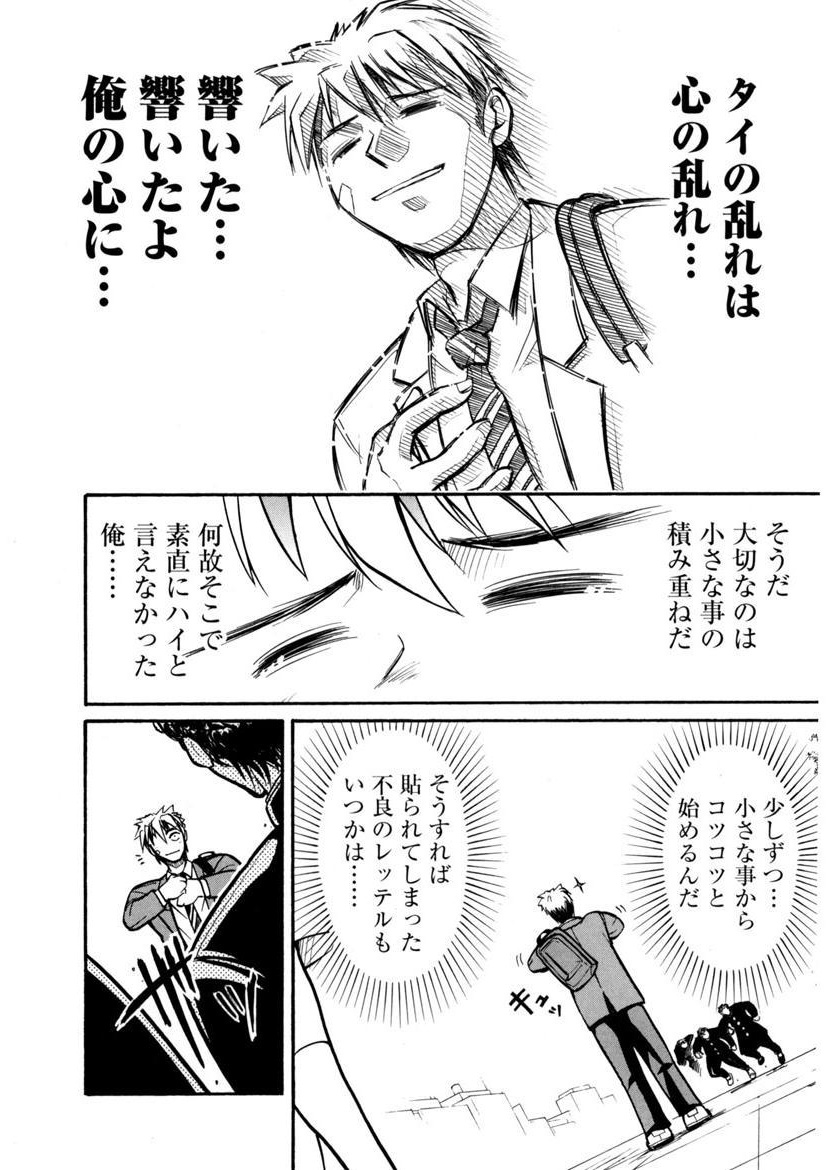 タイの乱れは
心の乱れ…
響いた…
響いたよ
俺の心に…
そうだ
大切なのは
小さな事の
積み重ねだ
何故そこで
素直にハイと
言えなかった
俺……
少しずつ…
小さな事から
コツコツと
始めるんだ
そうすれば
貼られてしまった
不良のレッテルも
いつかは……
キュッ